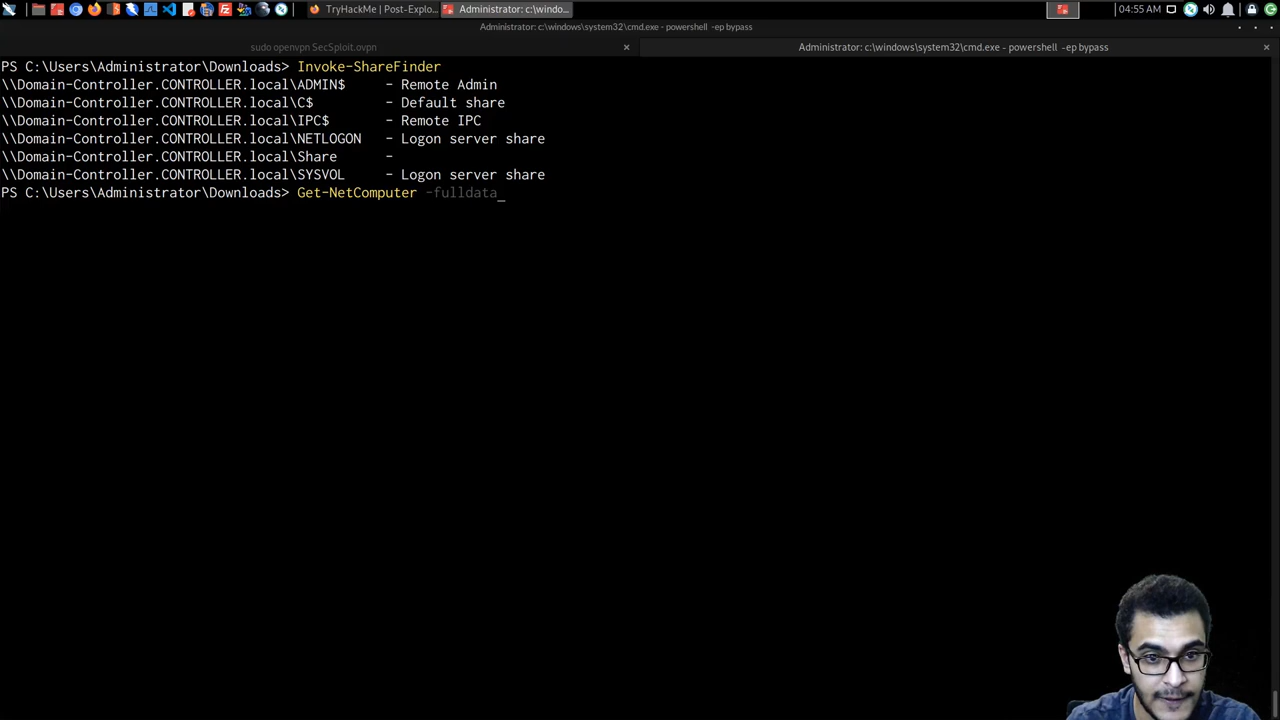 TryHackMe | Post-Explo...
Administrator: c:\windo...
04:55 AM
Administrator: c:\windows\system32\cmd.exe - powershell -ep bypass
sudo openvpn SecSploit.ovpn
Administrator: c:\windows\system32\cmd.exe - powershell -ep bypass
PS C:\Users\Administrator\Downloads> Invoke-ShareFinder
\\Domain-Controller.CONTROLLER.local\ADMIN$ - Remote Admin
\\Domain-Controller.CONTROLLER.local\C$ - Default share
\\Domain-Controller.CONTROLLER.local\IPC$ - Remote IPC
\\Domain-Controller.CONTROLLER.local\NETLOGON - Logon server share
\\Domain-Controller.CONTROLLER.local\Share -
\\Domain-Controller.CONTROLLER.local\SYSVOL - Logon server share
PS C:\Users\Administrator\Downloads> Get-NetComputer -fulldata_